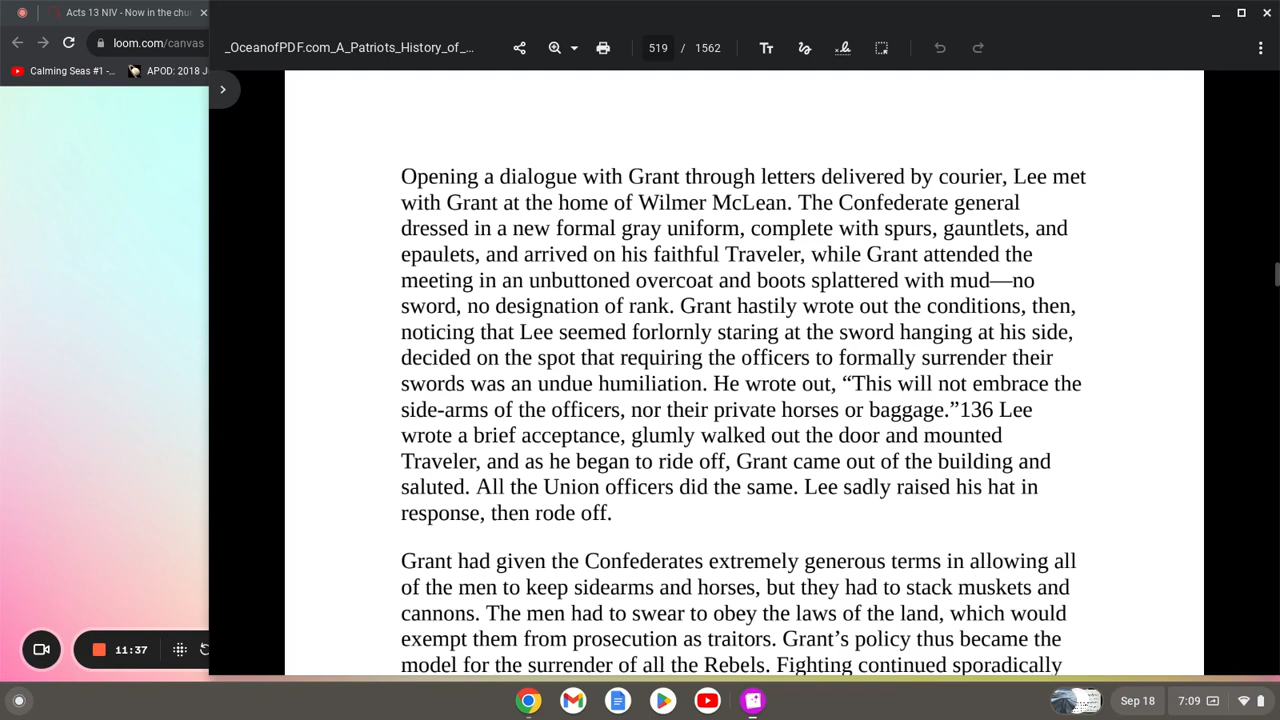 Acts 13 NIV - Now in the chu
loom.com/canvas
Calming Seas #1 -...
APOD: 2018 J
_OceanofPDF.com_A_Patriots_History_of_...
519 / 1562
Opening a dialogue with Grant through letters delivered by courier, Lee met
with Grant at the home of Wilmer McLean. The Confederate general
dressed in a new formal gray uniform, complete with spurs, gauntlets, and
epaulets, and arrived on his faithful Traveler, while Grant attended the
meeting in an unbuttoned overcoat and boots splattered with mud—no
sword, no designation of rank. Grant hastily wrote out the conditions, then,
noticing that Lee seemed forlornly staring at the sword hanging at his side,
decided on the spot that requiring the officers to formally surrender their
swords was an undue humiliation. He wrote out, “This will not embrace the
side-arms of the officers, nor their private horses or baggage.”136 Lee
wrote a brief acceptance, glumly walked out the door and mounted
Traveler, and as he began to ride off, Grant came out of the building and
saluted. All the Union officers did the same. Lee sadly raised his hat in
response, then rode off.
Grant had given the Confederates extremely generous terms in allowing all
of the men to keep sidearms and horses, but they had to stack muskets and
cannons. The men had to swear to obey the laws of the land, which would
exempt them from prosecution as traitors. Grant’s policy thus became the
model for the surrender of all the Rebels. Fighting continued sporadically
11:37
Sep 18
7:09